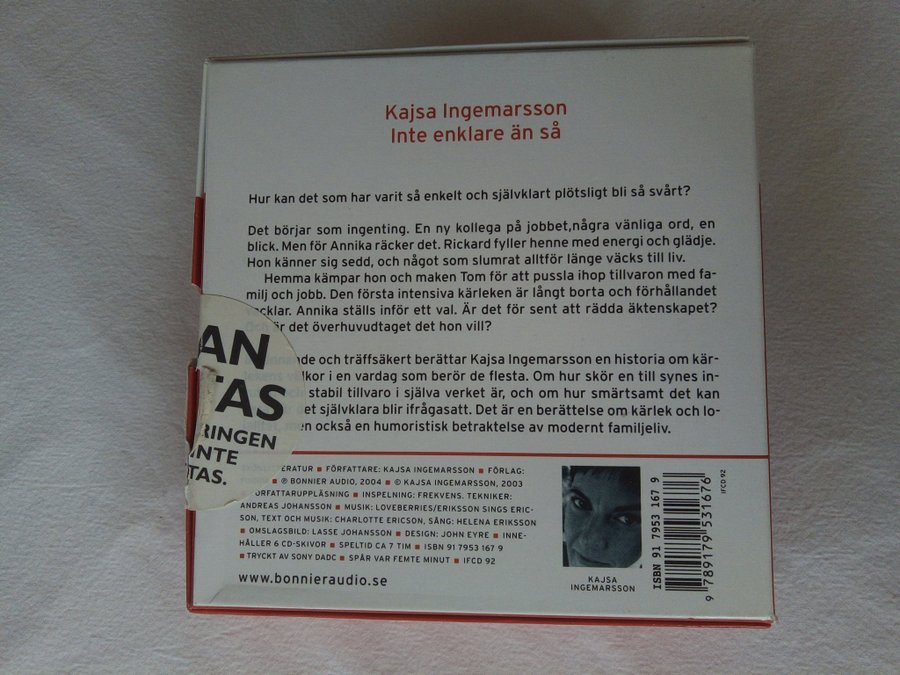 Kajsa Ingemarsson
Inte enklare än så
Hur kan det som har varit så enkelt och självklart plötsligt bli så svårt?
Det börjar som ingenting. En ny kollega på jobbet,några vänliga ord, en
blick. Men för Annika räcker det. Rickard fyller henne med energi och glädje.
Hon känner sig sedd, och något som slumrat alltför länge väcks till liv.
Hemma kämpar hon och maken Tom för att pussla ihop tillvaron med fa-
milj och jobb. Den första intensiva kärleken är långt borta och förhållandet
Annika ställs inför ett val. Är det för sent att rädda äktenskapet?
det överhuvudtaget det hon vill?
och träffsäkert berättar Kajsa Ingemarsson en historia om kär-
i en vardag som berör de flesta. Om hur skör en till synes in-
stabil tillvaro i själva verket är, och om hur smärtsamt det kan
självklara blir ifrågasatt. Det är en berättelse om kärlek och lo-
men också en humoristisk betraktelse av modernt familjeliv.
AN
TAS
RINGEN
INTE
TAS.
▪ FÖRFATTARE: KAJSA INGEMARSSON ▪ FÖRLAG:
▪ ℗ BONNIER AUDIO, 2004 ▪ © KAJSA INGEMARSSON, 2003
FÖRFATTARUPPLÄSNING ▪ INSPELNING: FREKVENS. TEKNIKER:
ANDREAS JOHANSSON ▪ MUSIK: LOVEBERRIES/ERIKSSON SINGS ERIC-
SON, TEXT OCH MUSIK: CHARLOTTE ERICSON, SÅNG: HELENA ERIKSSON
▪ OMSLAGSBILD: LASSE JOHANSSON ▪ DESIGN: JOHN EYRE ▪ INNE-
HÅLLER 6 CD-SKIVOR ▪ SPELTID CA 7 TIM ▪ ISBN 91 7953 167 9
▪ TRYCKT AV SONY DADC ▪ SPÅR VAR FEMTE MINUT ▪ IFCD 92
www.bonnieraudio.se
KAJSA
INGEMARSSON
ISBN 91 7953 167 9
9 789179 531676
IFCD 92